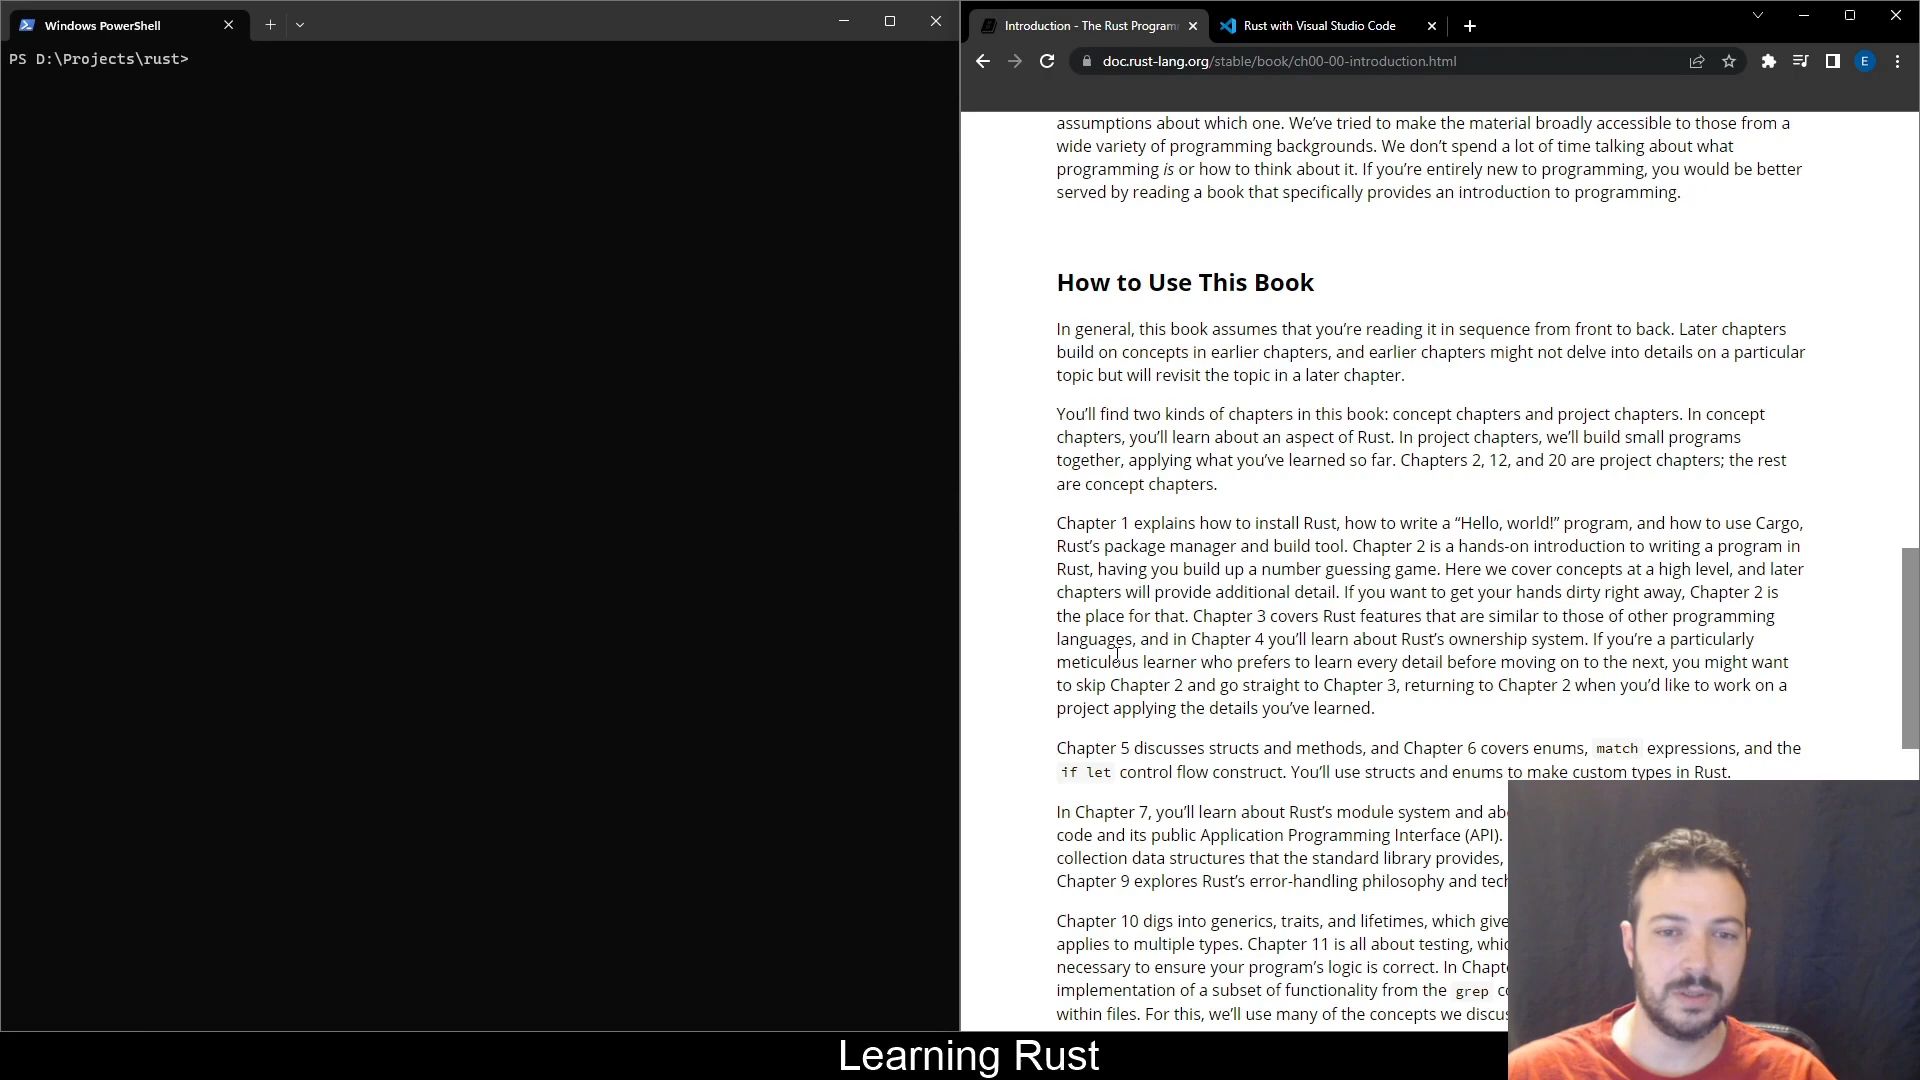 Windows PowerShell
PS D:\Projects\rust>
Introduction - The Rust Program
Rust with Visual Studio Code
doc.rust-lang.org/stable/book/ch00-00-introduction.html
E
assumptions about which one. We’ve tried to make the material broadly accessible to those from a
wide variety of programming backgrounds. We don’t spend a lot of time talking about what
programming is or how to think about it. If you’re entirely new to programming, you would be better
served by reading a book that specifically provides an introduction to programming.
How to Use This Book
In general, this book assumes that you’re reading it in sequence from front to back. Later chapters
build on concepts in earlier chapters, and earlier chapters might not delve into details on a particular
topic but will revisit the topic in a later chapter.
You’ll find two kinds of chapters in this book: concept chapters and project chapters. In concept
chapters, you’ll learn about an aspect of Rust. In project chapters, we’ll build small programs
together, applying what you’ve learned so far. Chapters 2, 12, and 20 are project chapters; the rest
are concept chapters.
Chapter 1 explains how to install Rust, how to write a “Hello, world!” program, and how to use Cargo,
Rust’s package manager and build tool. Chapter 2 is a hands-on introduction to writing a program in
Rust, having you build up a number guessing game. Here we cover concepts at a high level, and later
chapters will provide additional detail. If you want to get your hands dirty right away, Chapter 2 is
the place for that. Chapter 3 covers Rust features that are similar to those of other programming
languages, and in Chapter 4 you’ll learn about Rust’s ownership system. If you’re a particularly
meticulous learner who prefers to learn every detail before moving on to the next, you might want
to skip Chapter 2 and go straight to Chapter 3, returning to Chapter 2 when you’d like to work on a
project applying the details you’ve learned.
Chapter 5 discusses structs and methods, and Chapter 6 covers enums, match expressions, and the
if let control flow construct. You’ll use structs and enums to make custom types in Rust.
In Chapter 7, you’ll learn about Rust’s module system and
code and its public Application Programming Interface (API).
collection data structures that the standard library provides,
Chapter 9 explores Rust’s error-handling philosophy and
Chapter 10 digs into generics, traits, and lifetimes, which give
applies to multiple types. Chapter 11 is all about testing,
necessary to ensure your program’s logic is correct. In
implementation of a subset of functionality from the grep
within files. For this, we’ll use many of the concepts we
Learning Rust